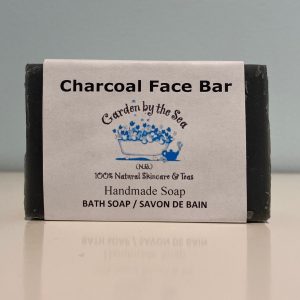 Charcoal Face Bar
Garden by the Sea
(N.B.)
100% Natural Skincare & Teas
Handmade Soap
BATH SOAP / SAVON DE BAIN